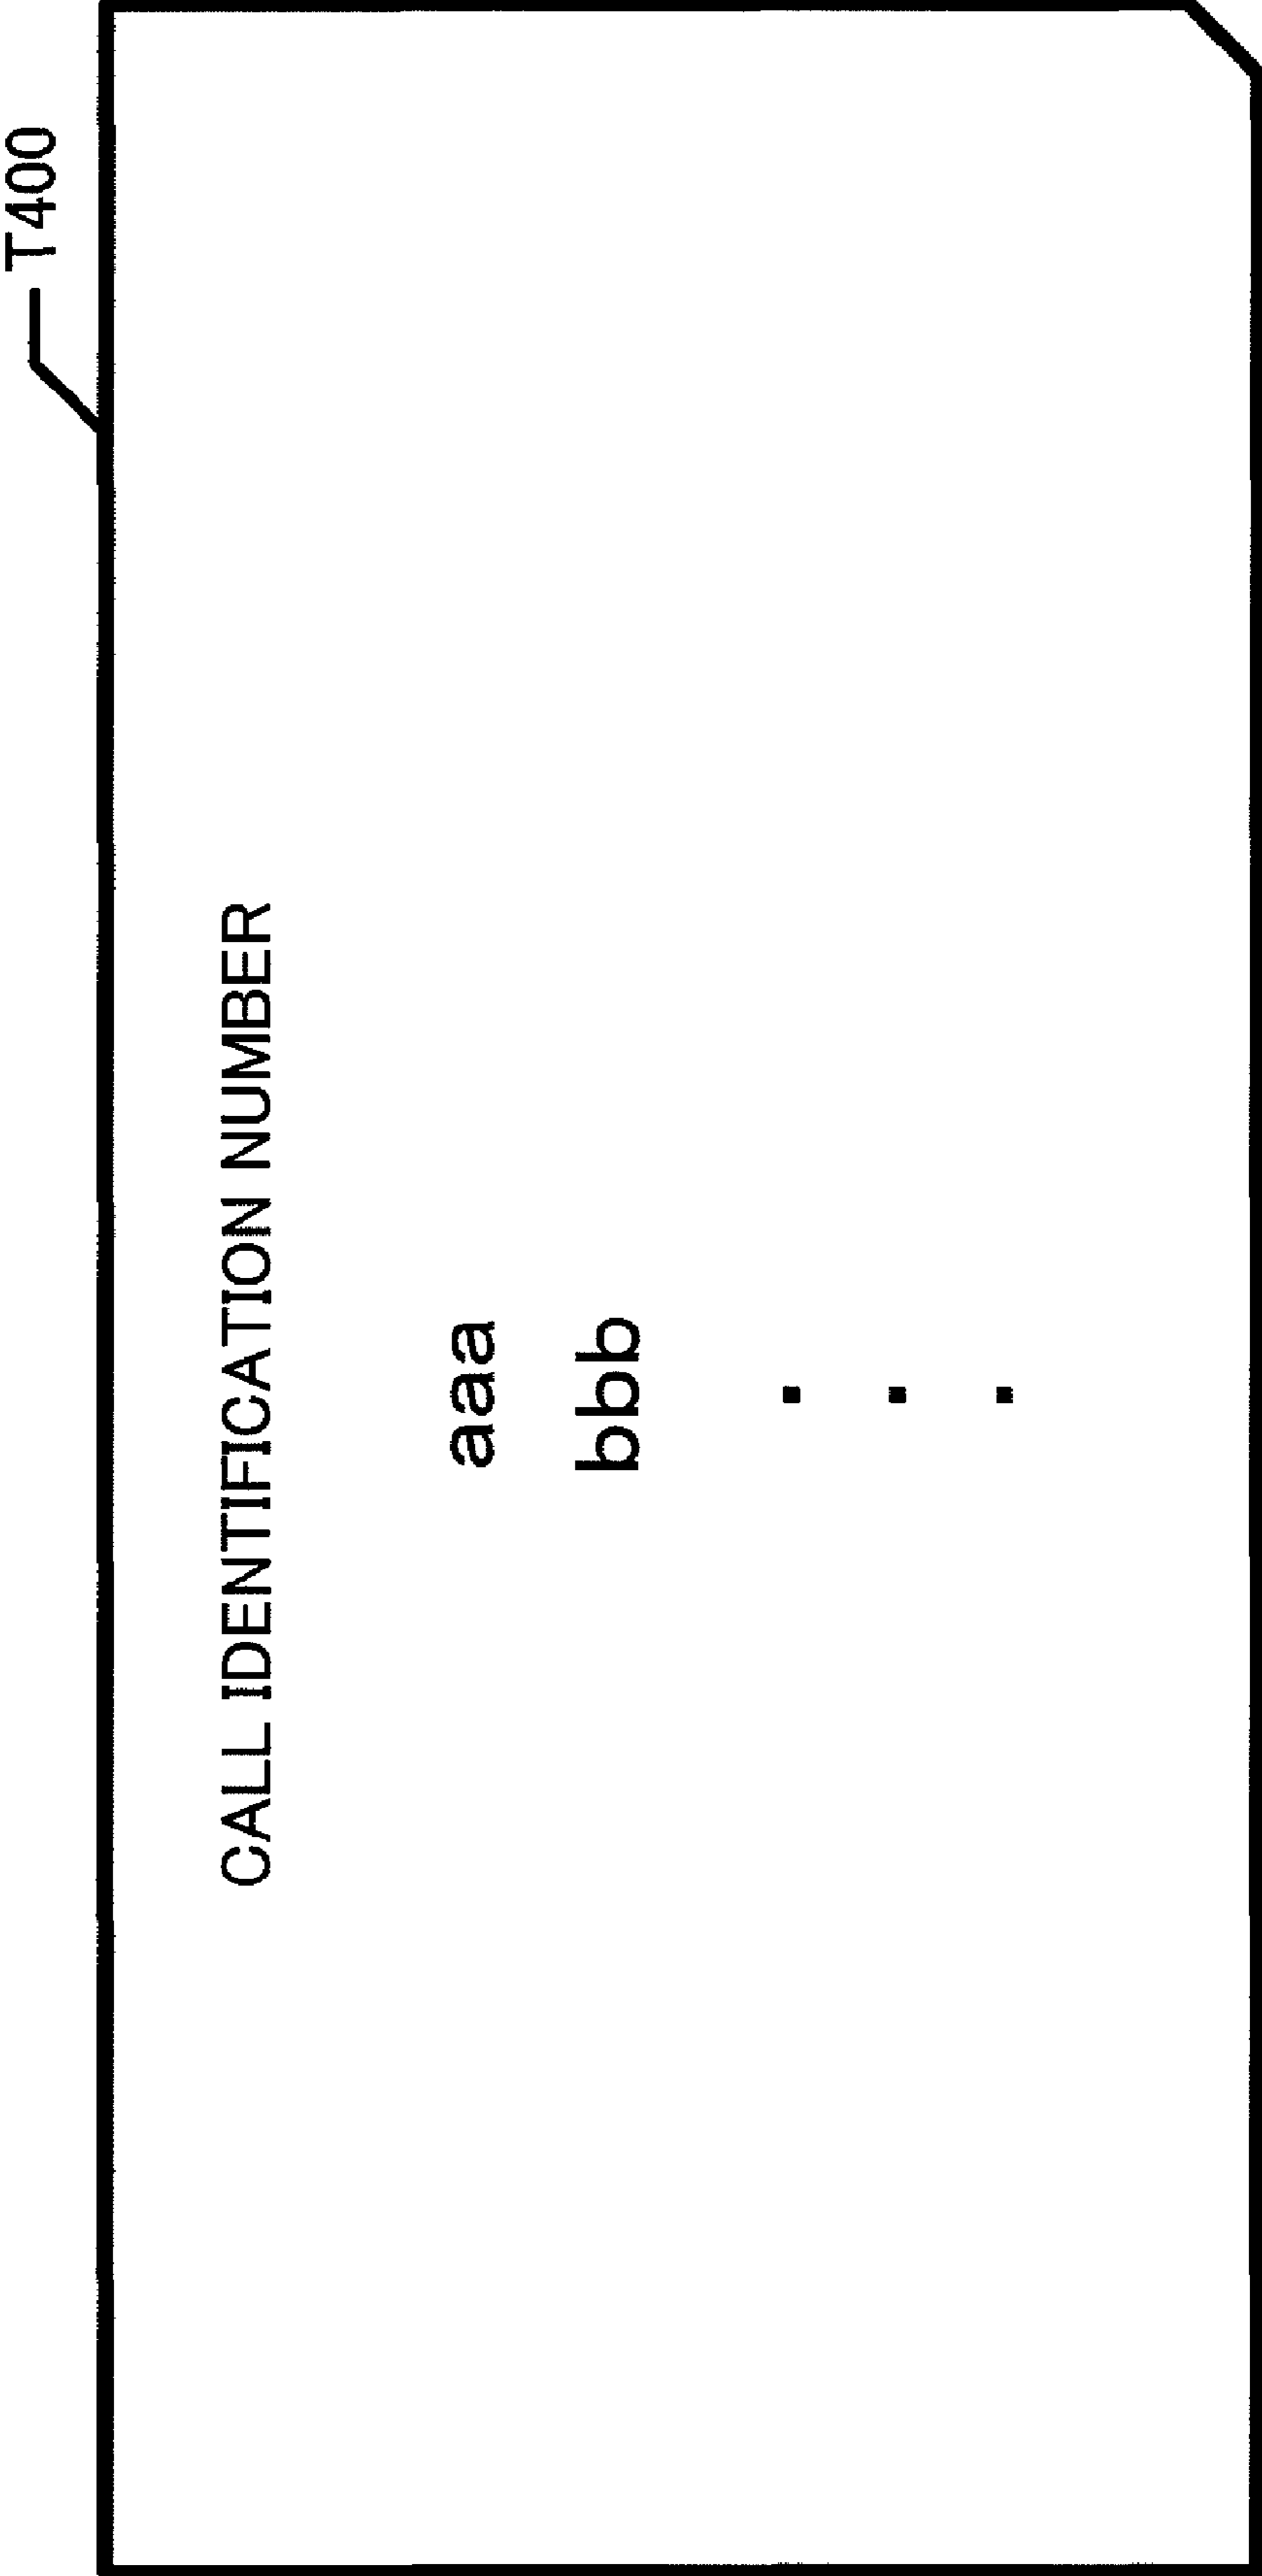 T400
CALL IDENTIFICATION NUMBER
aaa
bbb
.
.
.